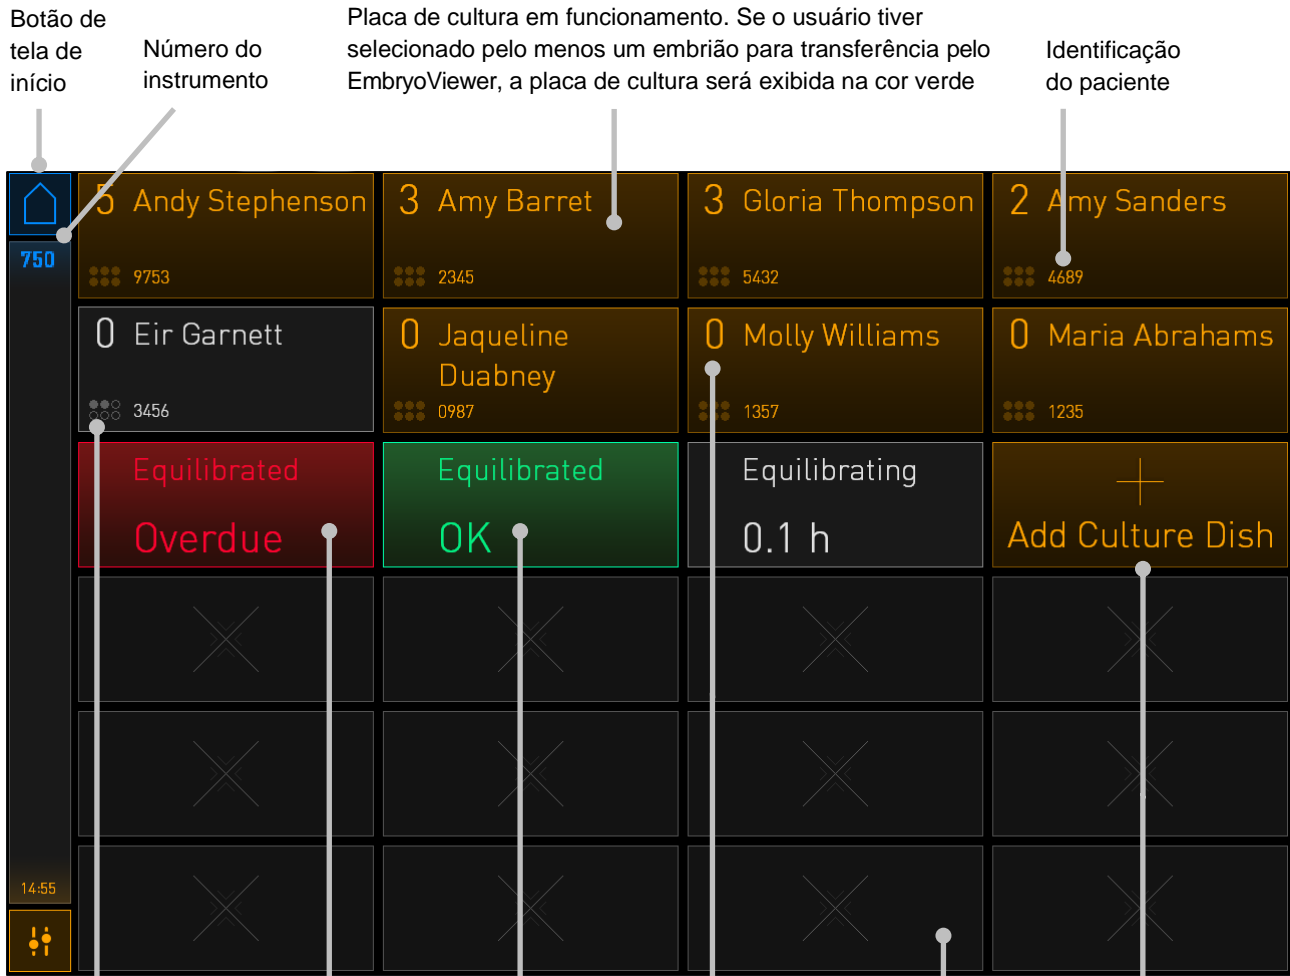 Botão de
tela de
início
Número do
instrumento
Placa de cultura em funcionamento. Se o usuário tiver
selecionado pelo menos um embrião para transferência pelo
EmbryoViewer, a placa de cultura será exibida na cor verde
Identificação
do paciente
750
5 Andy Stephenson
9753
3 Amy Barret
2345
3 Gloria Thompson
5432
2 Amy Sanders
4689
0 Eir Garnett
3456
0 Jaqueline
Duabney
0987
0 Molly Williams
1357
0 Maria Abrahams
1235
Equilibrated
Overdue
Equilibrated
OK
Equilibrating
0.1 h
Add Culture Dish
14:55